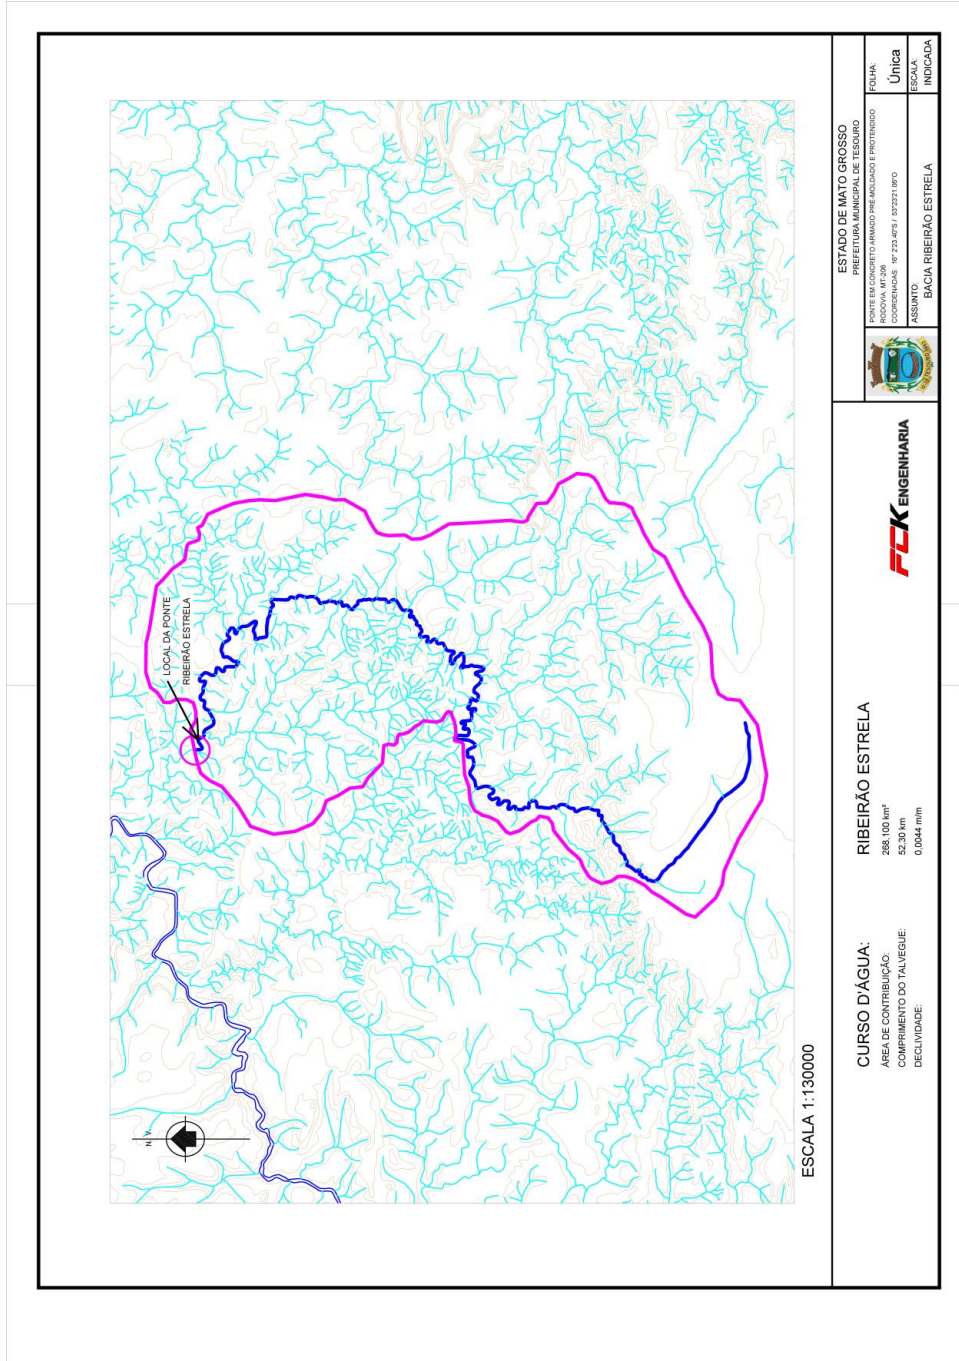 N. V.
LOCAL DA PONTE
RIBEIRÃO ESTRELA
ESCALA 1:130000
CURSO D'ÁGUA: RIBEIRÃO ESTRELA
ÁREA DE CONTRIBUIÇÃO: 268,100 km²
COMPRIMENTO DO TALVEGUE: 52,30 km
DECLIVIDADE: 0,0044 m/m
FCK ENGENHARIA
ESTADO DE MATO GROSSO
PREFEITURA MUNICIPAL DE TESOURO
PONTE EM CONCRETO ARMADO PRÉ-MOLDADO E PROTENDIDO
RODOVIA: MT-206
COORDENADAS:
ASSUNTO:
BACIA RIBEIRÃO ESTRELA
FOLHA:
Única
ESCALA:
INDICADA